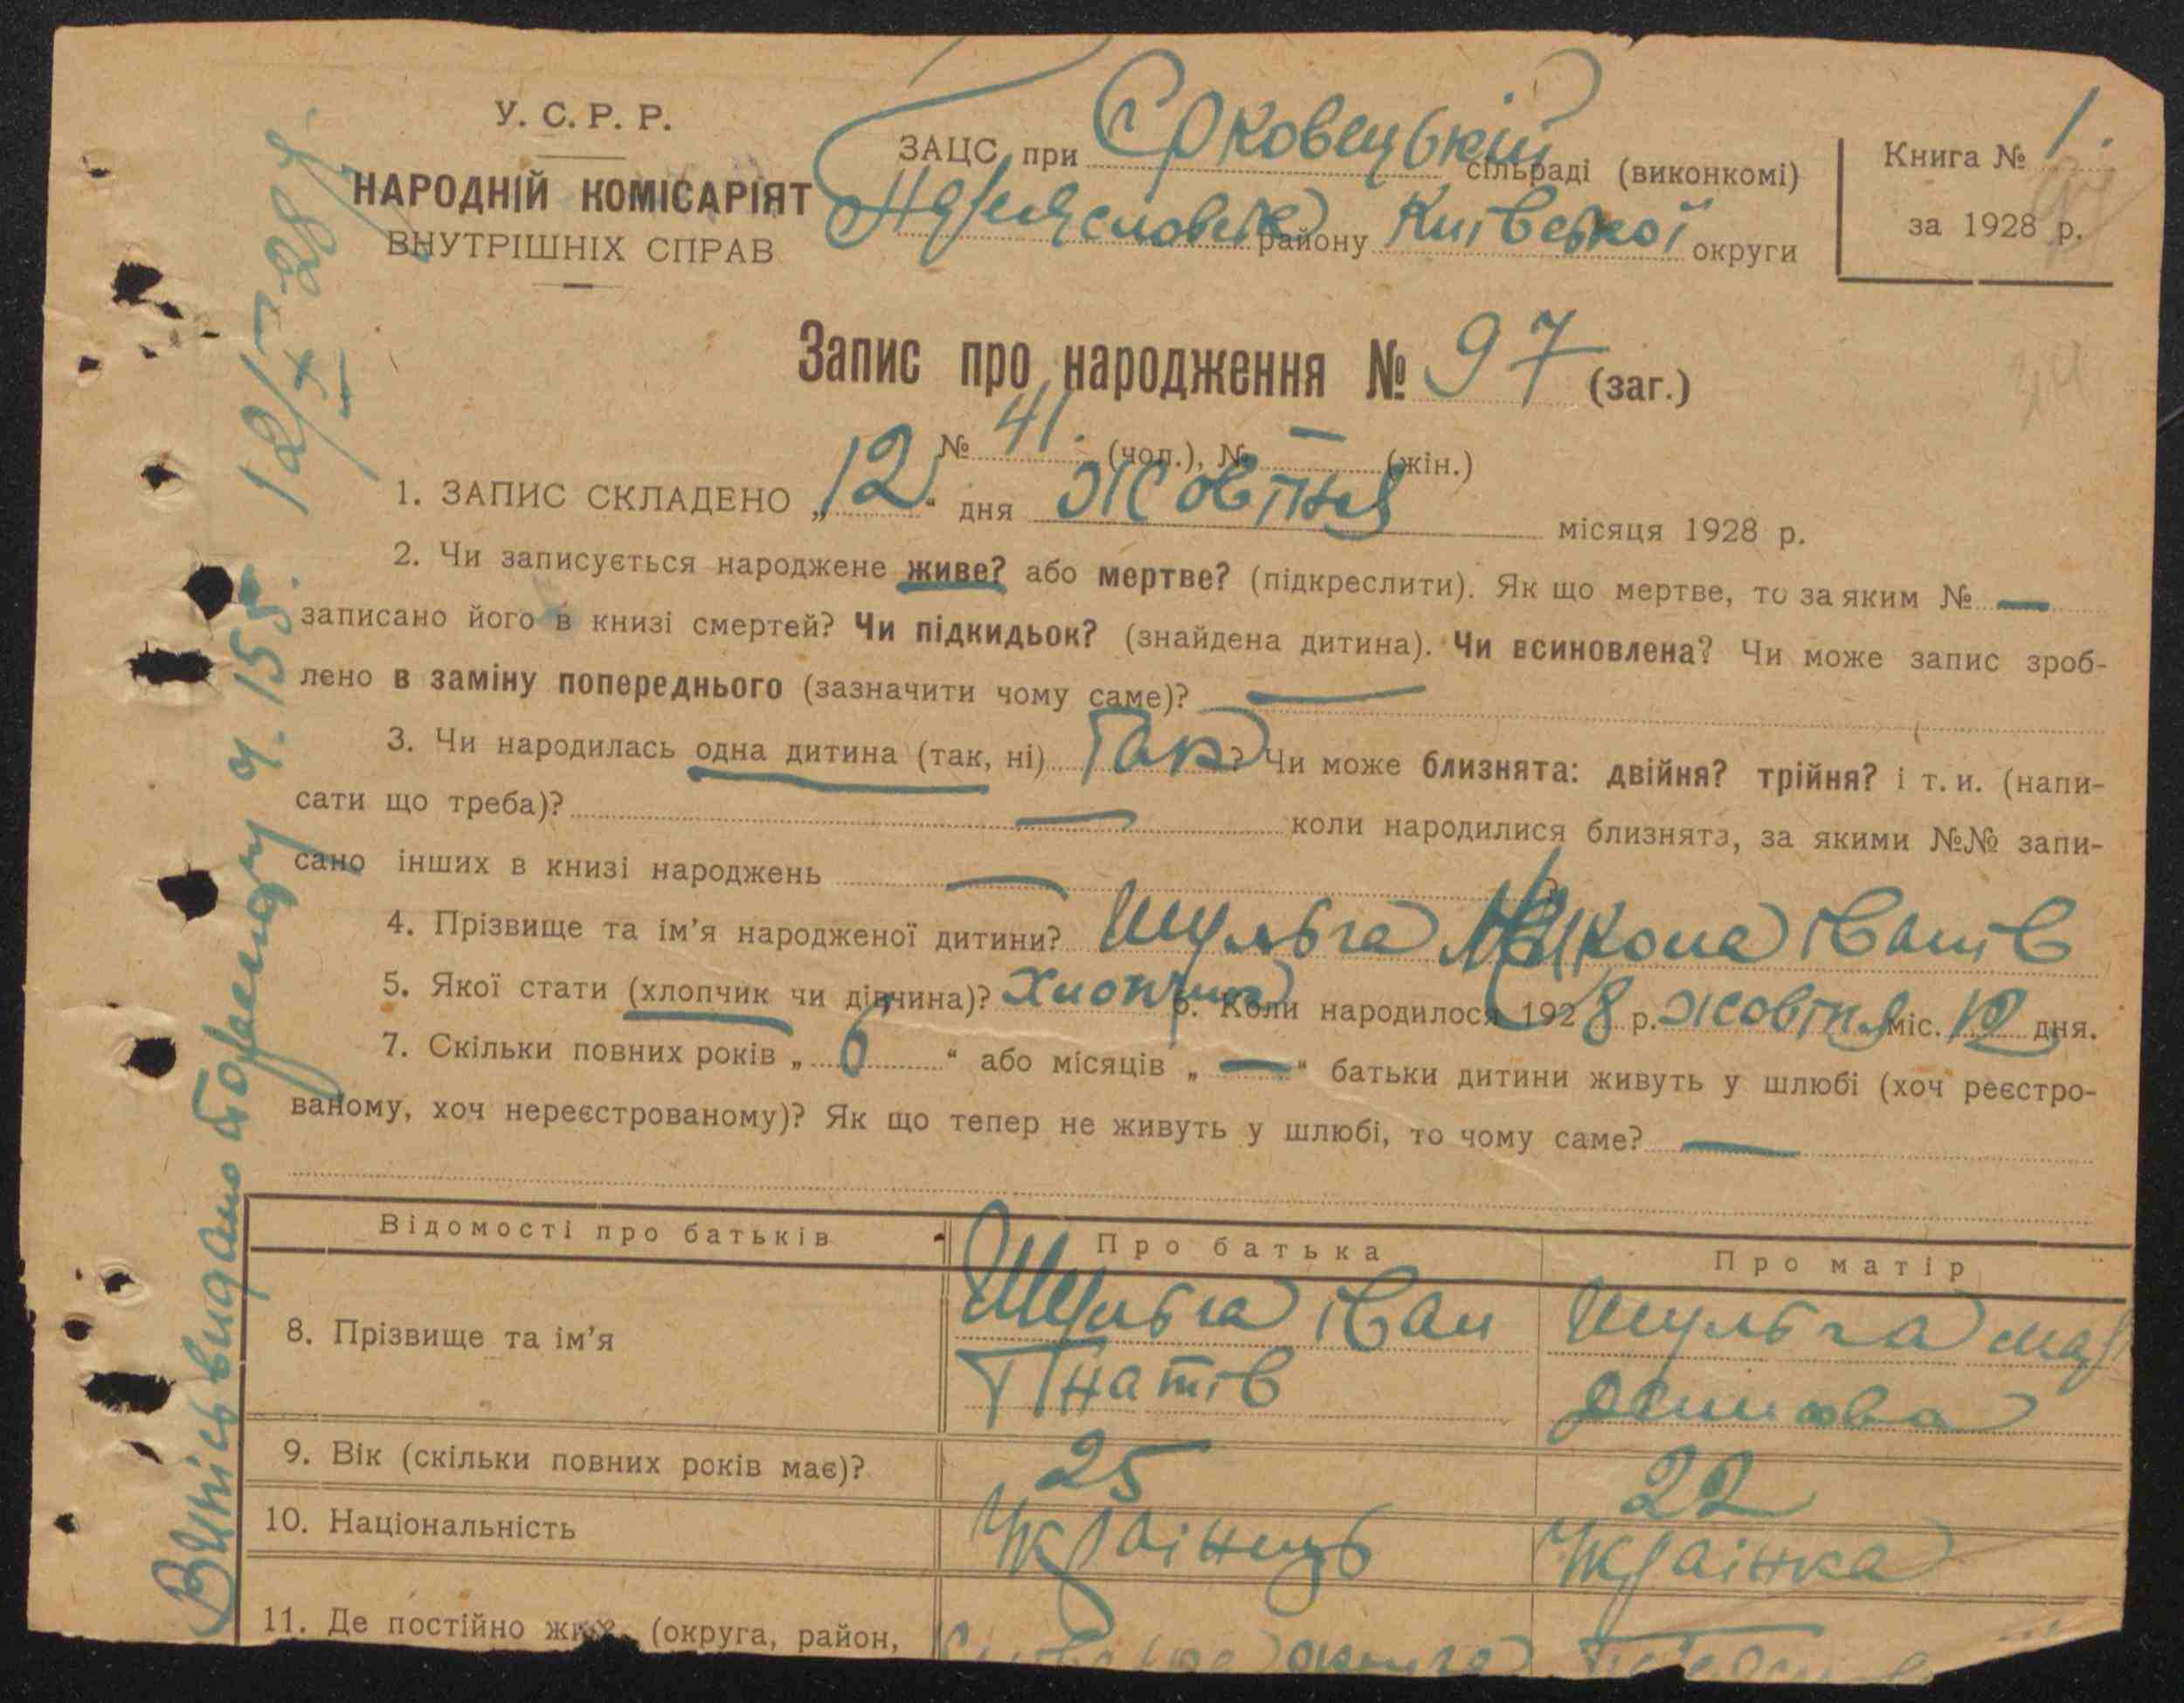 У. С. Р. Р.
НАРОДНІЙ КОМІСАРІЯТ
ВНУТРІШНІХ СПРАВ
ЗАЦС при Єрковецькій сільраді (виконкомі)
району Київської округи
Книга № 1.
за 1928 р.
Запис про народження № 97 (заг.)
№ 41. (чол.), № — (жін.)
1. ЗАПИС СКЛАДЕНО „12“ дня Жовтня місяця 1928 р.
2. Чи записується народжене живе? або мертве? (підкреслити). Як що мертве, то за яким № —
записано його в книзі смертей? Чи підкидьок? (знайдена дитина). Чи всиновлена? Чи може запис зроб-
лено в заміну попереднього (зазначити чому саме)? —
3. Чи народилась одна дитина (так, ні) Так? Чи може близнята: двійня? трійня? і т. и. (напи-
сати що треба)? — коли народилися близнята, за якими №№ запи-
сано інших в книзі народжень —
4. Прізвище та ім’я народженої дитини? Шульга Микола Іванів
5. Якої стати (хлопчик чи дівчина)? Хлопчик 6. Коли народилося 1928 р. жовтня міс. 10 дня.
7. Скільки повних років „6“ або місяців „—“ батьки дитини живуть у шлюбі (хоч реєстро-
ваному, хоч нереєстрованому)? Як що тепер не живуть у шлюбі, то чому саме? —
Відомості про батьків Про батька Про матір
8. Прізвище та ім’я Шульга Іван Шульга
Гнатів
9. Вік (скільки повних років має)? 25 22
10. Національність Українець Українка
11. Де постійно живе (округа, район,
Випись видано 12/X-28 р.